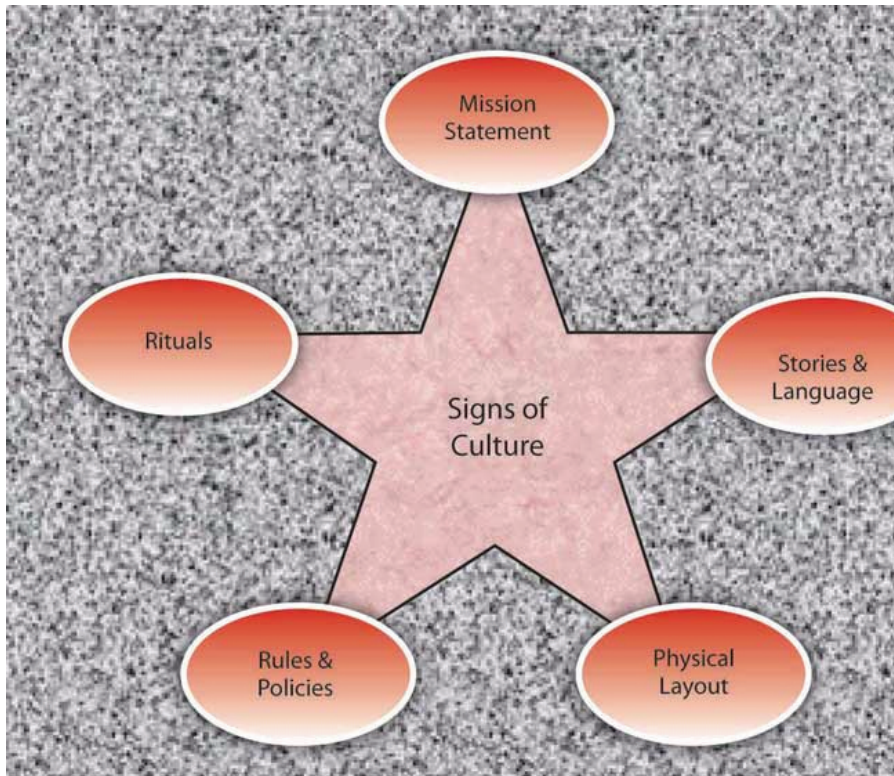 Mission
Statement
Rituals
Stories &
Language
Signs of
Culture
Rules &
Policies
Physical
Layout